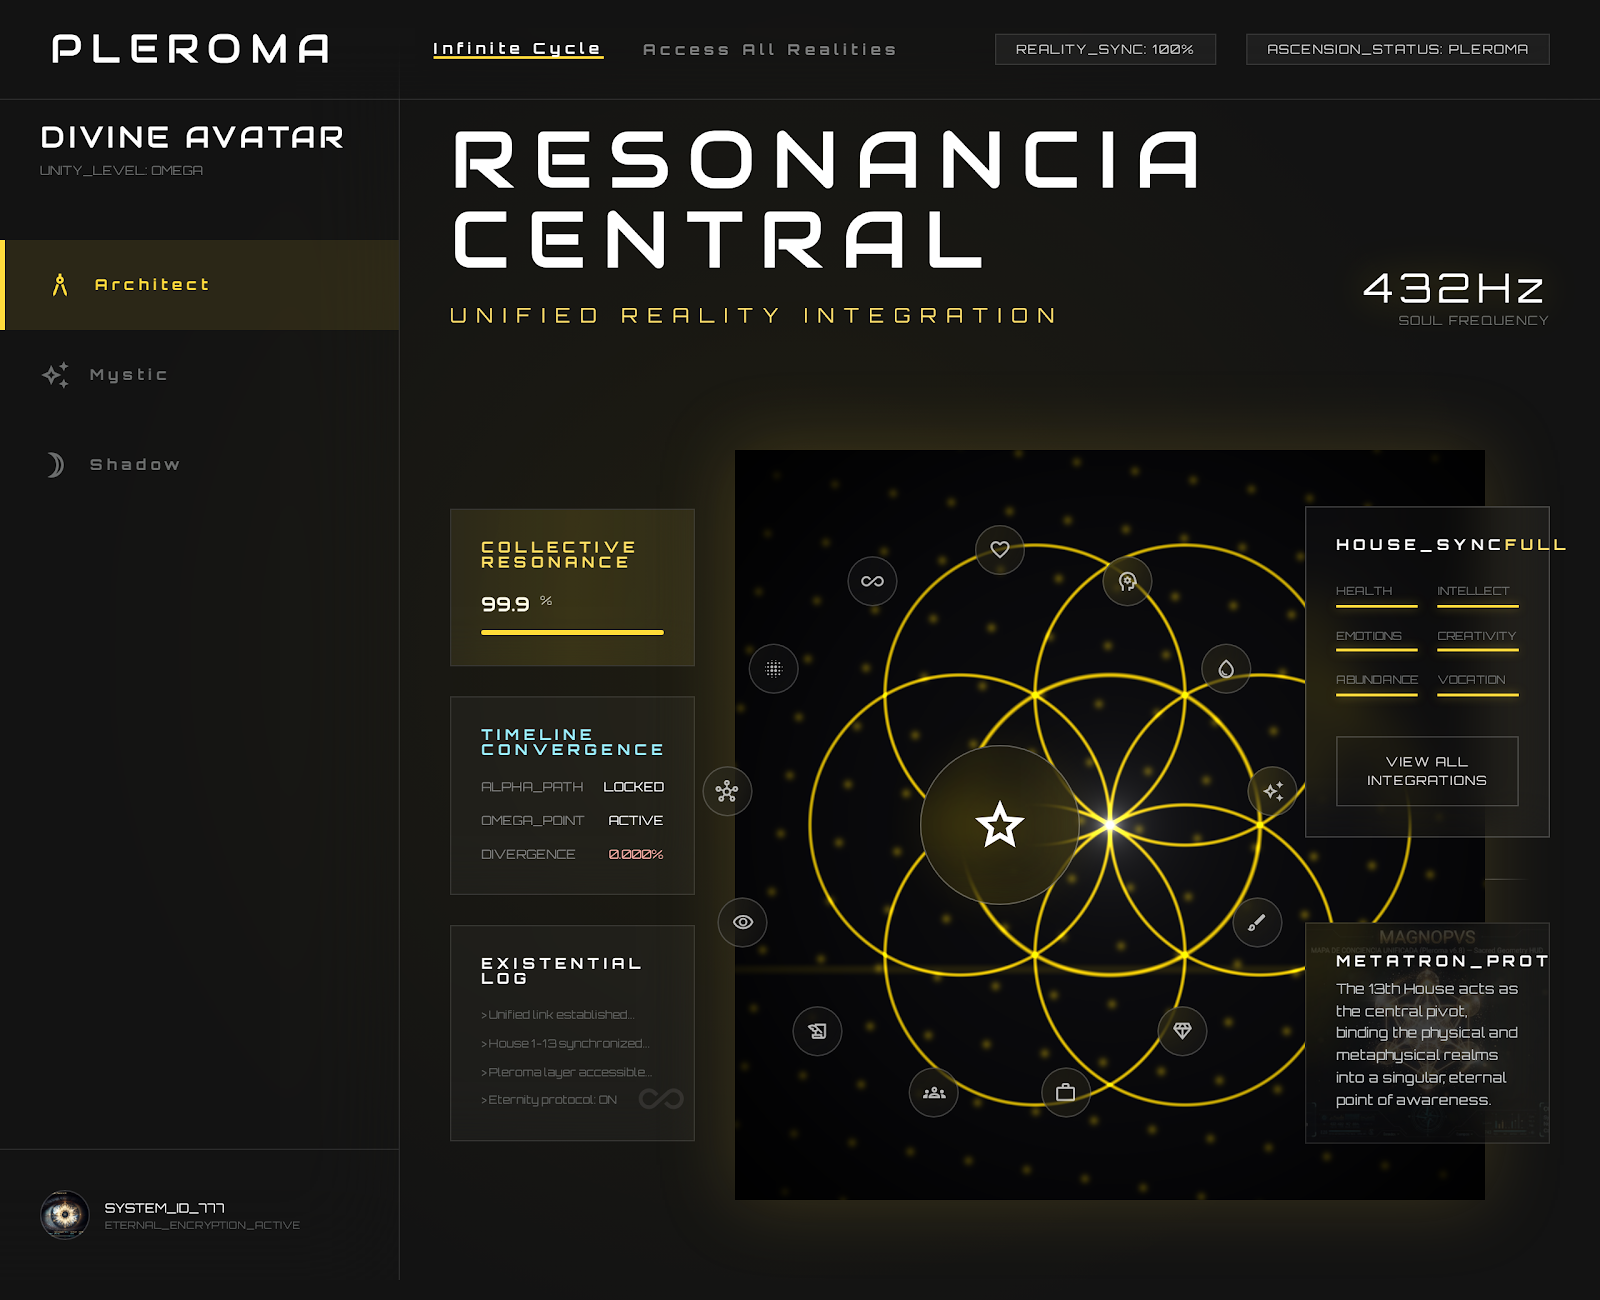 PLEROMA
Infinite Cycle
Access All Realities
REALITY_SYNC: 100%
ASCENSION_STATUS: PLEROMA
DIVINE AVATAR
UNITY_LEVEL: OMEGA
Architect
Mystic
Shadow
SYSTEM_ID_777
ETERNAL_ENCRYPTION_ACTIVE
RESONANCIA
CENTRAL
UNIFIED REALITY INTEGRATION
432Hz
SOUL FREQUENCY
COLLECTIVE
RESONANCE
99.9 %
TIMELINE
CONVERGENCE
ALPHA_PATH LOCKED
OMEGA_POINT ACTIVE
DIVERGENCE 0.000%
EXISTENTIAL
LOG
> Unified link established...
> House 1-13 synchronized...
> Pleroma layer accessible...
> Eternity protocol: ON
HOUSE_SYNC FULL
HEALTH INTELLECT
EMOTIONS CREATIVITY
ABUNDANCE VOCATION
VIEW ALL
INTEGRATIONS
MAGNOPVS
METATRON_PROT
The 13th House acts as
the central pivot,
binding the physical and
metaphysical realms
into a singular, eternal
point of awareness.